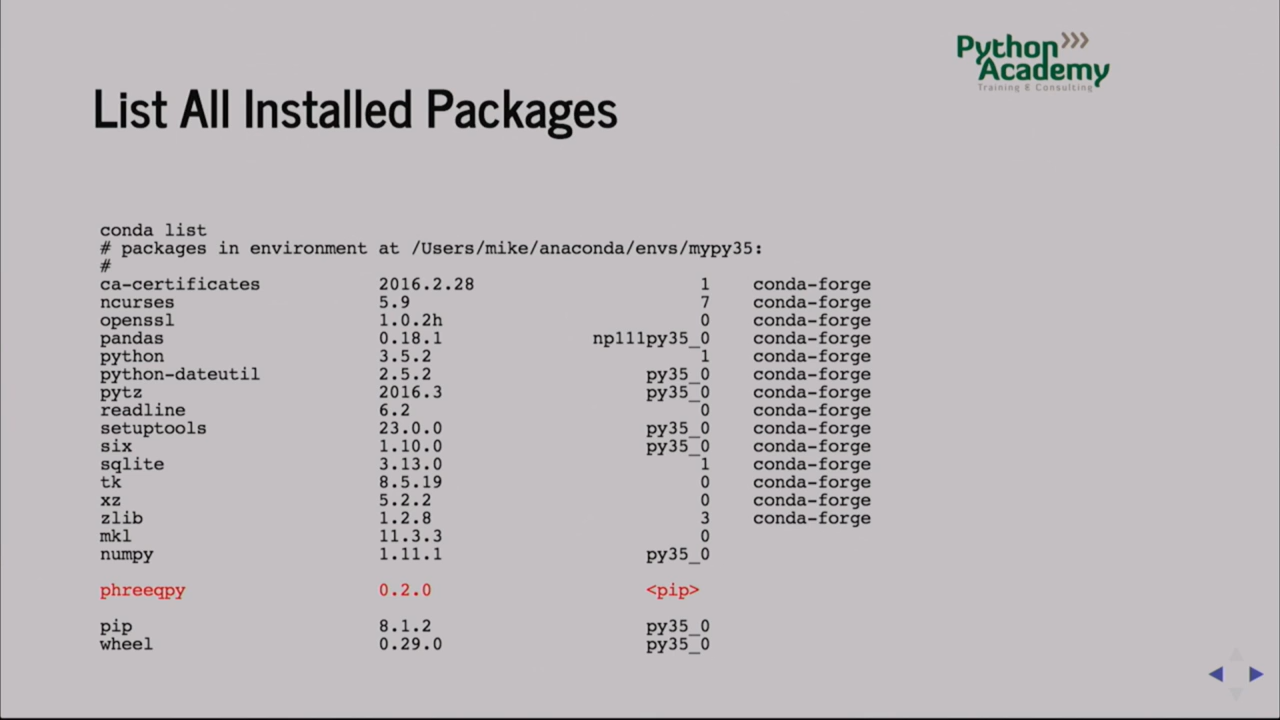 Python >>>
Academy
Training & Consulting
List All Installed Packages
conda list
# packages in environment at /Users/mike/anaconda/envs/mypy35:
#
ca-certificates 2016.2.28 1 conda-forge
ncurses 5.9 7 conda-forge
openssl 1.0.2h 0 conda-forge
pandas 0.18.1 np111py35_0 conda-forge
python 3.5.2 1 conda-forge
python-dateutil 2.5.2 py35_0 conda-forge
pytz 2016.3 py35_0 conda-forge
readline 6.2 0 conda-forge
setuptools 23.0.0 py35_0 conda-forge
six 1.10.0 py35_0 conda-forge
sqlite 3.13.0 1 conda-forge
tk 8.5.19 0 conda-forge
xz 5.2.2 0 conda-forge
zlib 1.2.8 3 conda-forge
mkl 11.3.3 0
numpy 1.11.1 py35_0
phreeqpy 0.2.0 <pip>
pip 8.1.2 py35_0
wheel 0.29.0 py35_0